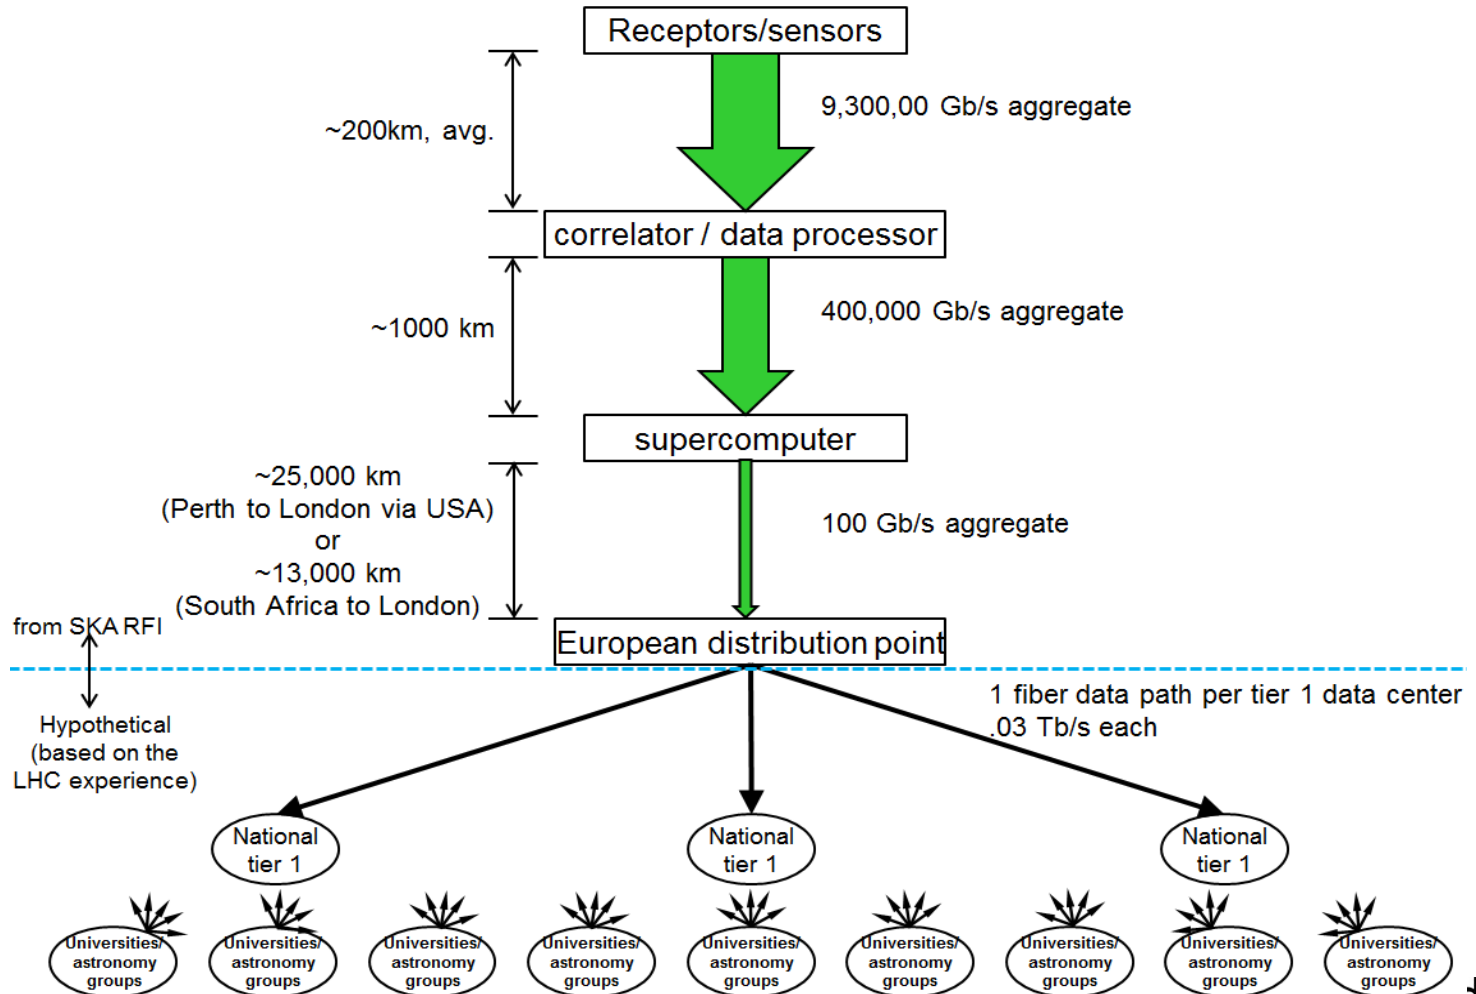 Receptors/sensors
9,300,00 Gb/s aggregate
~200km, avg.
correlator / data processor
400,000 Gb/s aggregate
~1000 km
supercomputer
~25,000 km
(Perth to London via USA)
or
~13,000 km
(South Africa to London)
100 Gb/s aggregate
from SKA RFI
European distribution point
1 fiber data path per tier 1 data center
.03 Tb/s each
Hypothetical
(based on the
LHC experience)
National
tier 1
National
tier 1
National
tier 1
Universities/
astronomy
groups
Universities/
astronomy
groups
Universities/
astronomy
groups
Universities/
astronomy
groups
Universities/
astronomy
groups
Universities/
astronomy
groups
Universities/
astronomy
groups
Universities/
astronomy
groups
Universities/
astronomy
groups